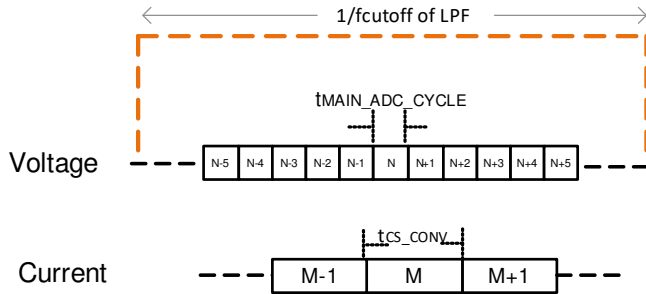 1/fcutoff of LPF
tMAIN_ADC_CYCLE
Voltage N-5 N-4 N-3 N-2 N-1 N N+1 N+2 N+3 N+4 N+5
tCS_CONV
Current M-1 M M+1